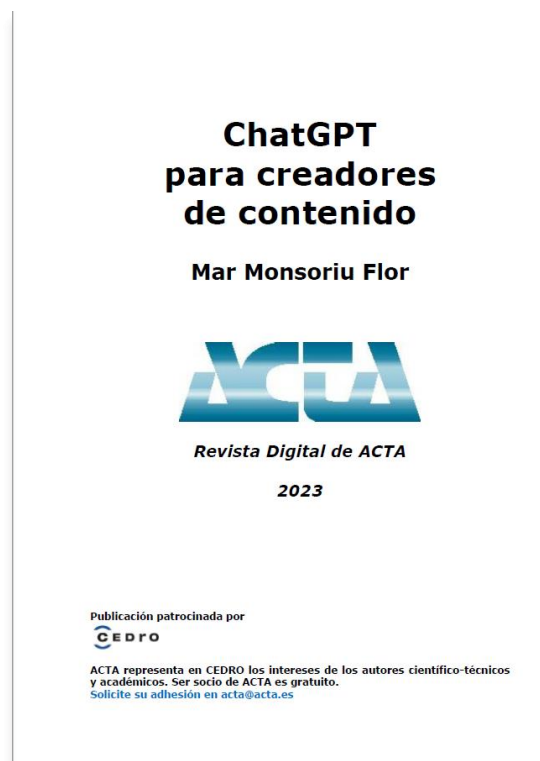 ChatGPT
para creadores
de contenido
Mar Monsoriu Flor
ACTA
Revista Digital de ACTA
2023
Publicación patrocinada por
CEDRO
ACTA representa en CEDRO los intereses de los autores científico-técnicos
y académicos. Ser socio de ACTA es gratuito.
Solicite su adhesión en acta@acta.es